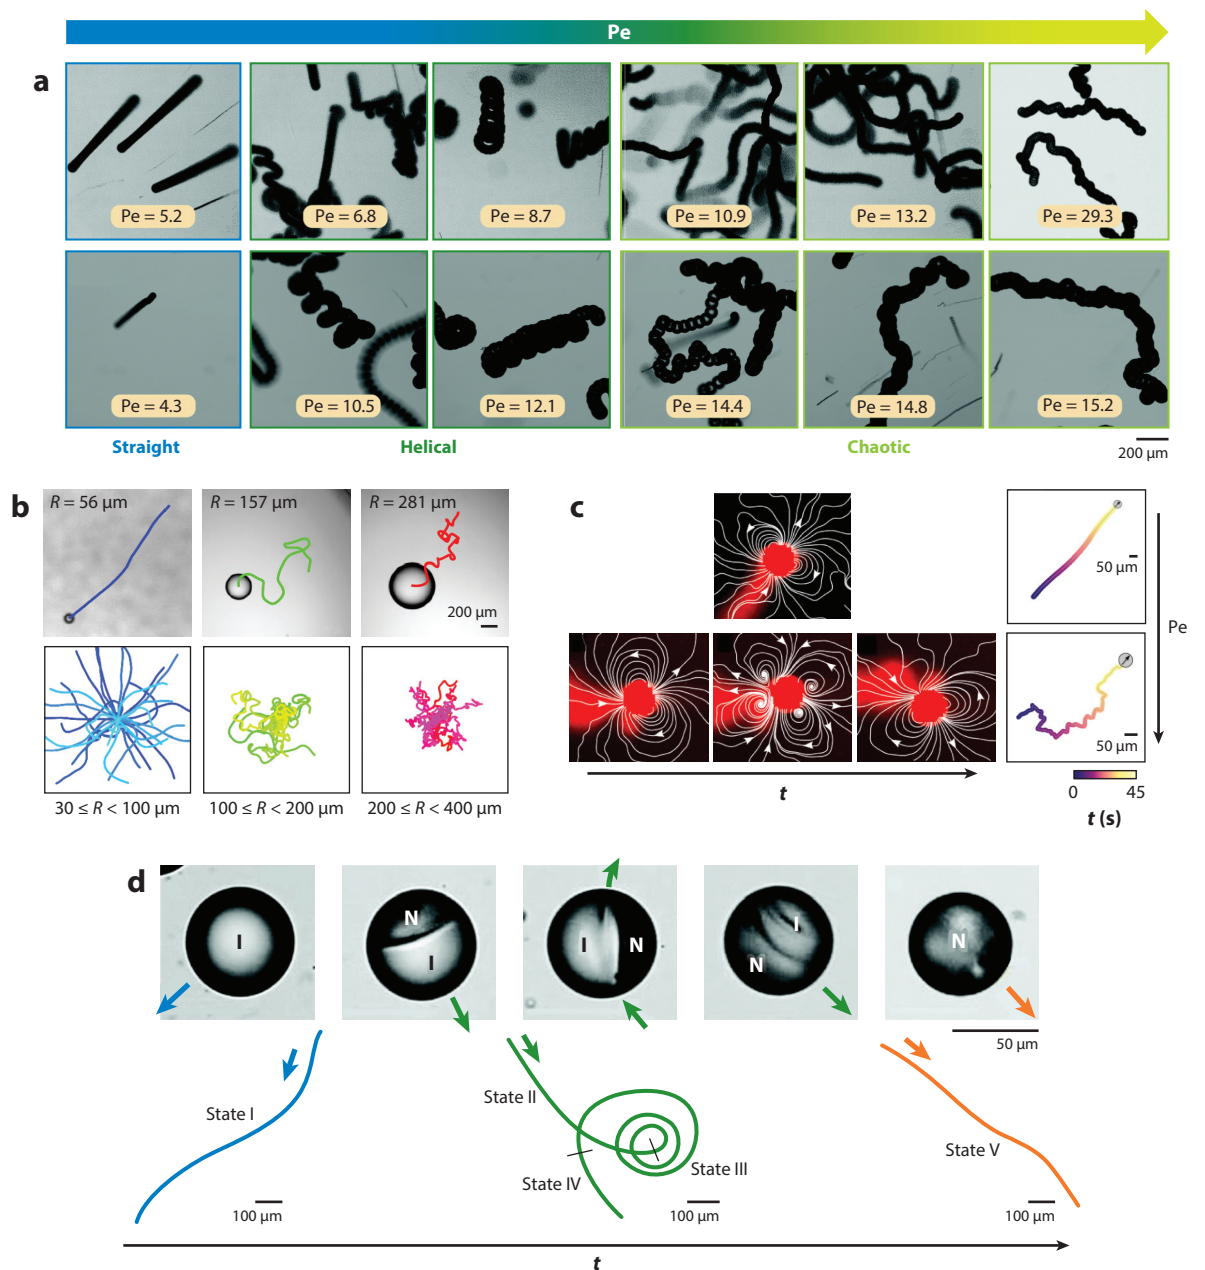 Pe
a
Pe = 5.2
Pe = 6.8
Pe = 8.7
Pe = 10.9
Pe = 13.2
Pe = 29.3
Pe = 4.3
Pe = 10.5
Pe = 12.1
Pe = 14.4
Pe = 14.8
Pe = 15.2
Straight
Helical
Chaotic
200 µm
b
R = 56 µm
R = 157 µm
R = 281 µm
200 µm
30 ≤ R < 100 µm
100 ≤ R < 200 µm
200 ≤ R < 400 µm
c
t
50 µm
50 µm
Pe
0
45
t (s)
d
I
N
I
I
N
I
N
N
50 µm
State I
State II
State III
State IV
State V
100 µm
100 µm
100 µm
t